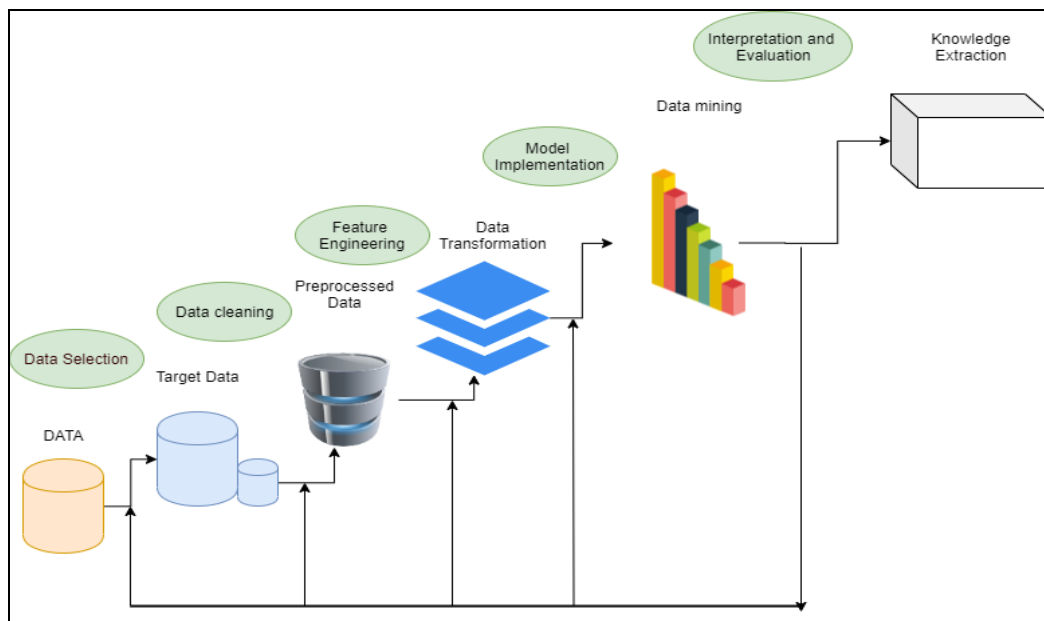 Interpretation and
Evaluation
Knowledge
Extraction
Data mining
Model
Implementation
Feature
Engineering
Data
Transformation
Preprocessed
Data
Data cleaning
Data Selection
Target Data
DATA